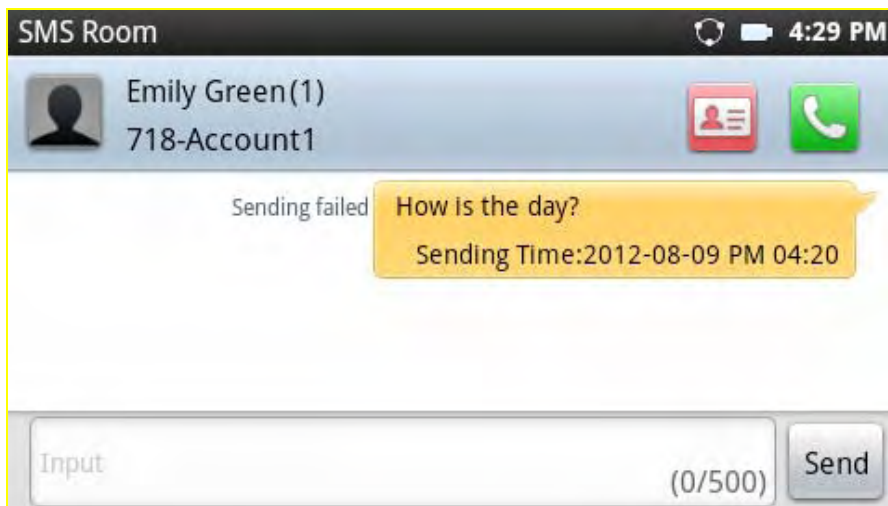 SMS Room
4:29 PM
Emily Green(1)
718-Account1
Sending failed
How is the day?
Sending Time:2012-08-09 PM 04:20
Input
(0/500)
Send